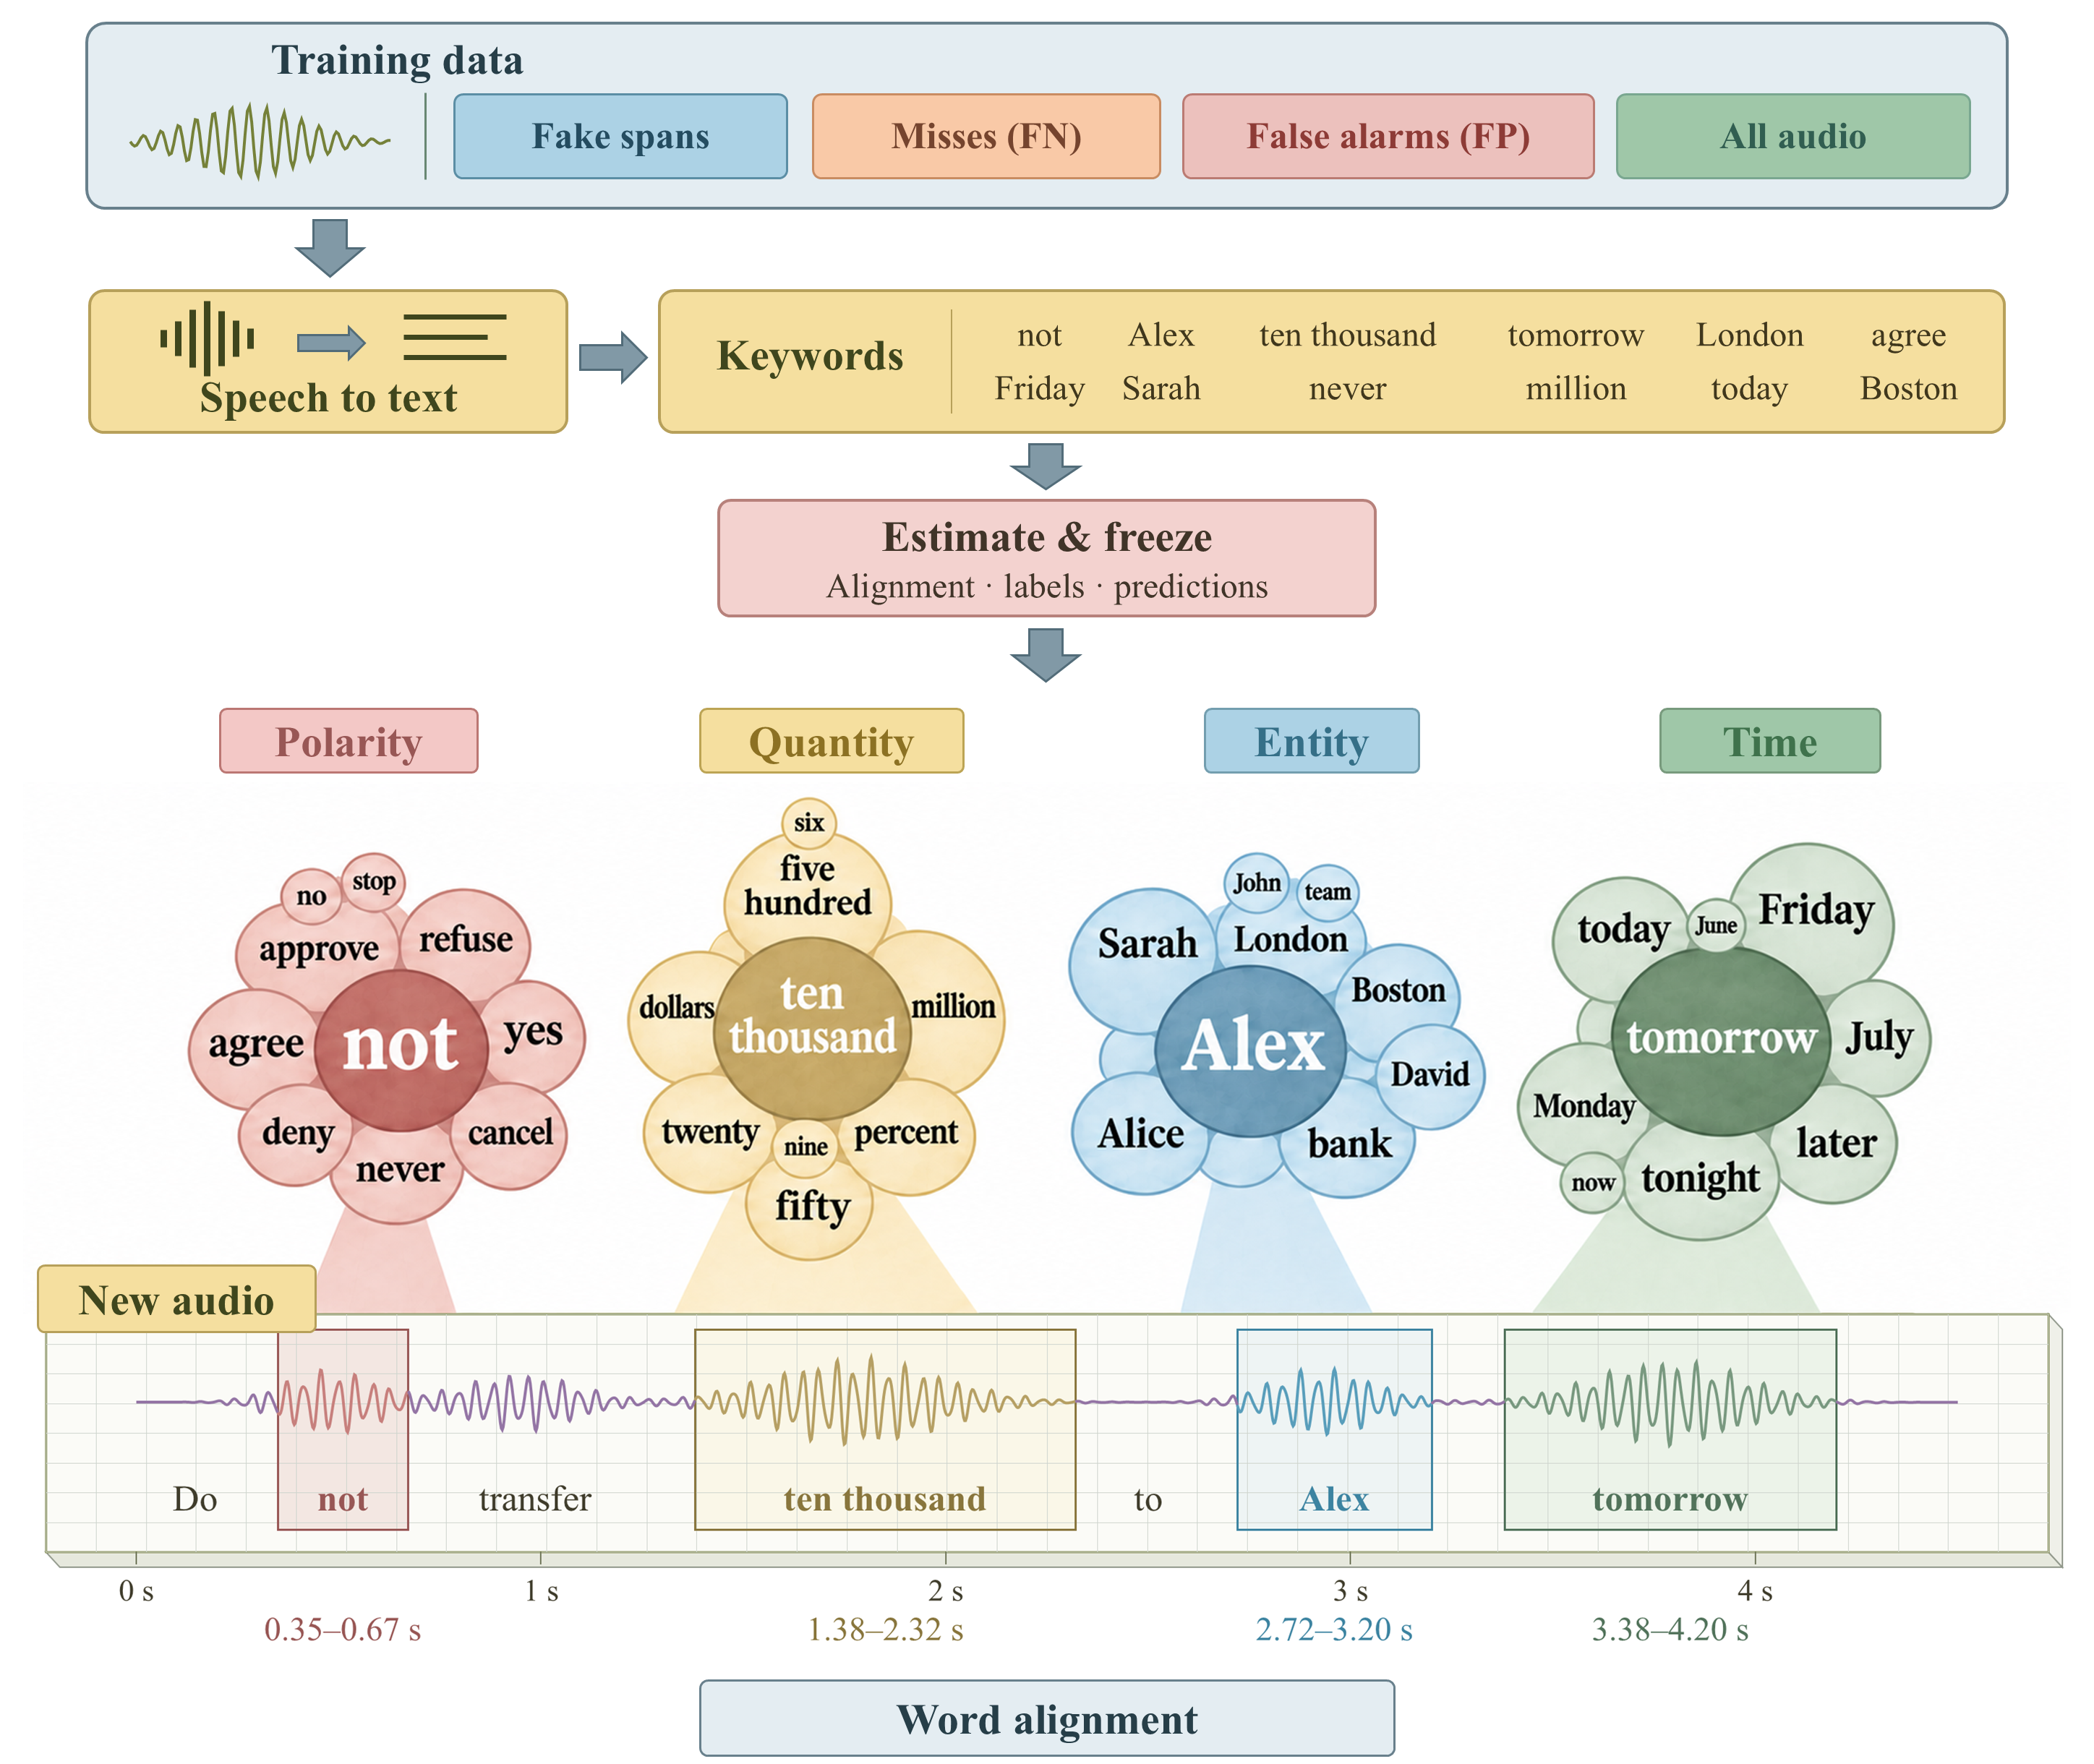 Training data
Fake spans
Misses (FN)
False alarms (FP)
All audio
Speech to text
Keywords
not Alex ten thousand tomorrow London agree
Friday Sarah never million today Boston
Estimate & freeze
Alignment · labels · predictions
Polarity
Quantity
Entity
Time
no
stop
approve
refuse
agree
not
yes
deny
cancel
never
six
five
hundred
dollars
ten
thousand
million
twenty
nine
percent
fifty
John
team
Sarah
London
Boston
Alex
David
Alice
bank
today
June
Friday
tomorrow
July
Monday
later
now
tonight
New audio
Do not transfer ten thousand to Alex tomorrow
0 s 1 s 2 s 3 s 4 s
0.35–0.67 s 1.38–2.32 s 2.72–3.20 s 3.38–4.20 s
Word alignment